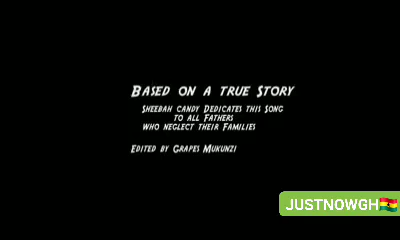 BASED ON A TRUE STORY
SHEEBAH CANDY DEDICATES THIS SONG
TO ALL FATHERS
WHO NEGLECT THEIR FAMILIES
EDITED BY GRAPES MUKUNZI
JUSTNOWGH